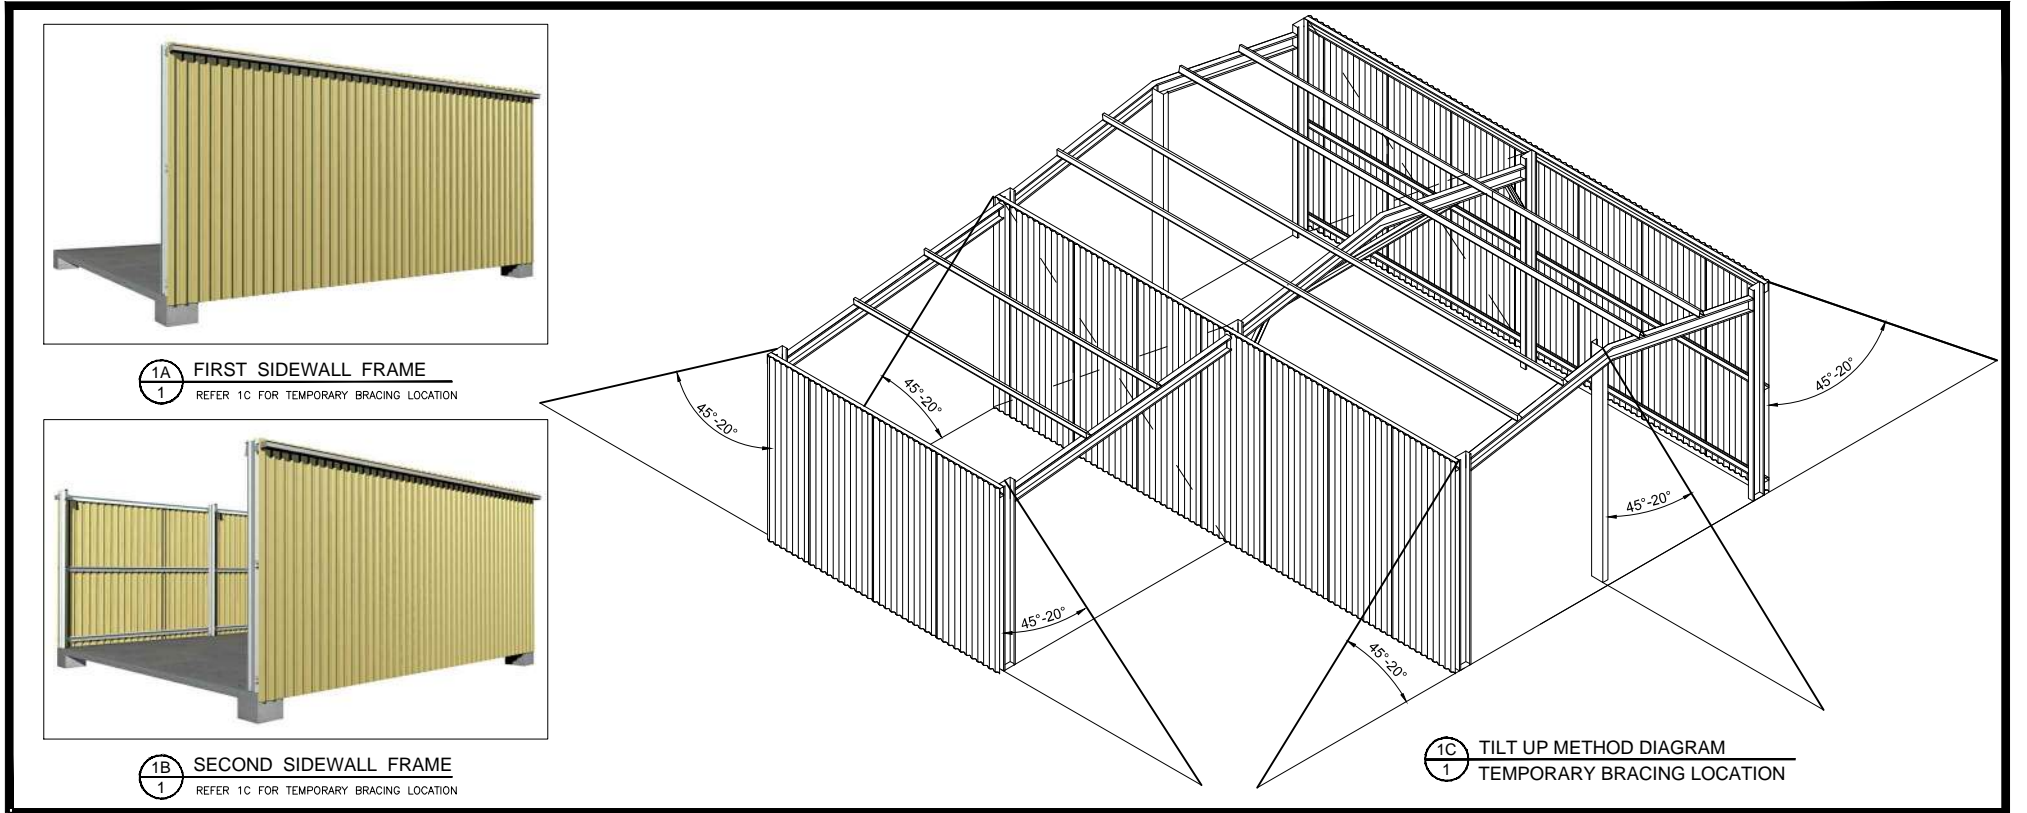 1A FIRST SIDEWALL FRAME
1 REFER 1C FOR TEMPORARY BRACING LOCATION
1B SECOND SIDEWALL FRAME
1 REFER 1C FOR TEMPORARY BRACING LOCATION
45°-20°
45°-20°
45°-20°
45°-20°
45°-20°
45°-20°
1C TILT UP METHOD DIAGRAM
1 TEMPORARY BRACING LOCATION